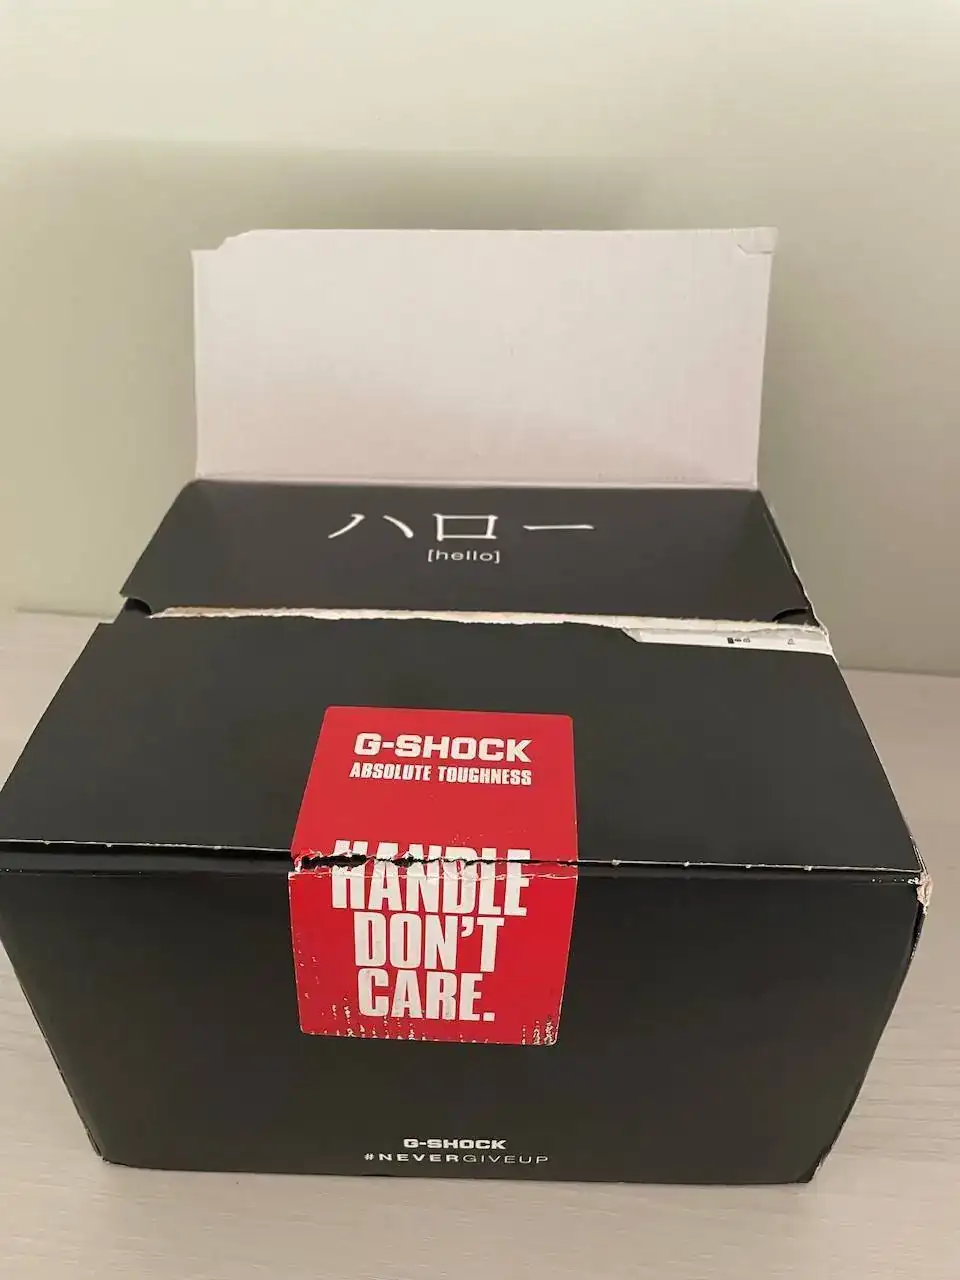 ハロー
[hello]
G-SHOCK
ABSOLUTE TOUGHNESS
HANDLE
DON'T
CARE.
G-SHOCK
#NEVERGIVEUP